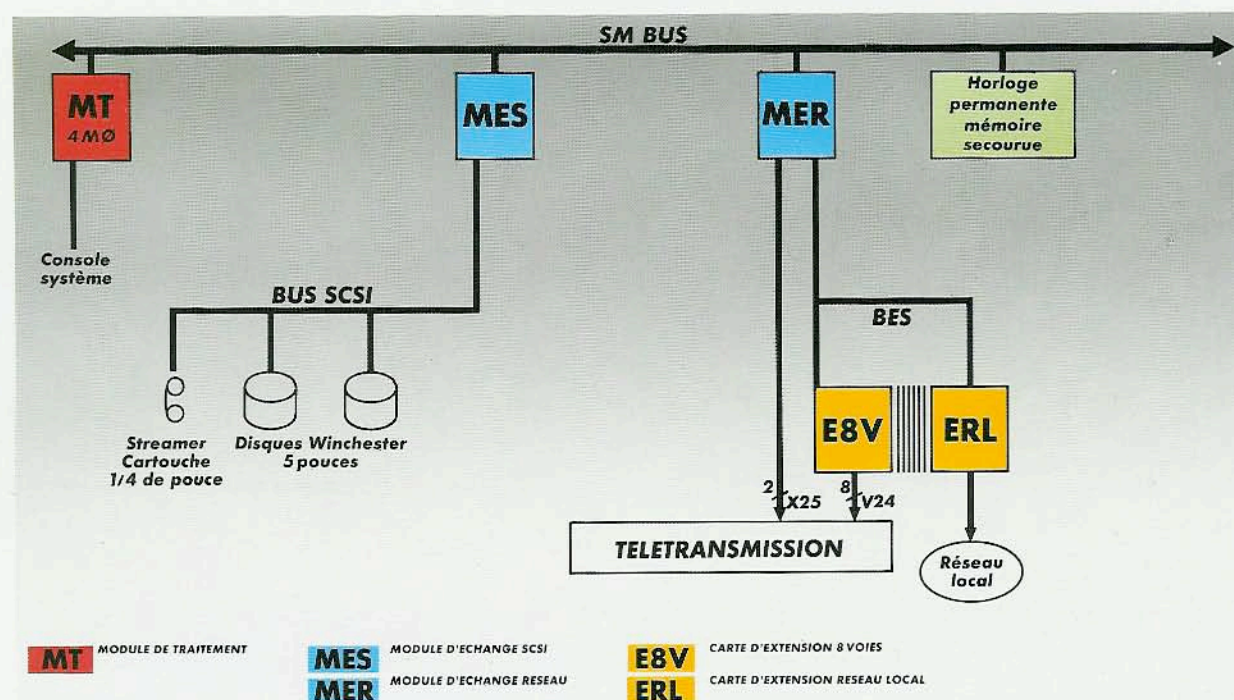 SM BUS
MT
4MØ
MES
MER
Horloge
permanente
mémoire
secourue
Console
système
BUS SCSI
BES
Streamer
Cartouche
1/4 de pouce
Disques Winchester
5 pouces
E8V
ERL
2
X25
8
V24
TELETRANSMISSION
Réseau
local
MT MODULE DE TRAITEMENT
MES MODULE D'ECHANGE SCSI
MER MODULE D'ECHANGE RESEAU
E8V CARTE D'EXTENSION 8 VOIES
ERL CARTE D'EXTENSION RESEAU LOCAL